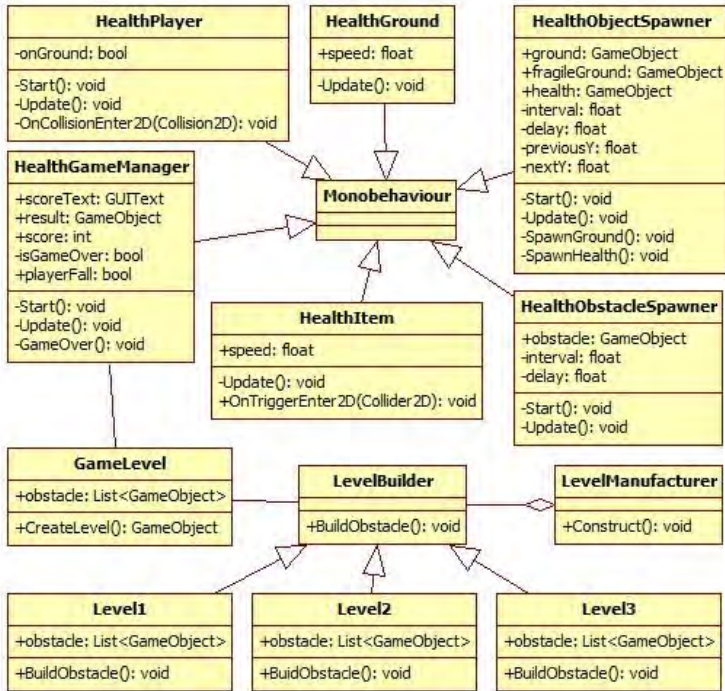 HealthPlayer
-onGround: bool
-Start(): void
-Update(): void
-OnCollisionEnter2D(Collision2D): void
HealthGround
+speed: float
-Update(): void
HealthObjectSpawner
+ground: GameObject
+fragileGround: GameObject
+health: GameObject
-interval: float
-delay: float
-previousY: float
-nextY: float
-Start(): void
-Update(): void
-SpawnGround(): void
-SpawnHealth(): void
HealthGameManager
+scoreText: GUIText
+result: GameObject
+score: int
-isGameOver: bool
+playerFall: bool
-Start(): void
-Update(): void
-GameOver(): void
Monobehaviour
HealthItem
+speed: float
-Update(): void
+OnTriggerEnter2D(Collider2D): void
HealthObstacleSpawner
+obstacle: GameObject
-interval: float
-delay: float
-Start(): void
-Update(): void
GameLevel
+obstacle: List<GameObject>
+CreateLevel(): GameObject
LevelBuilder
+BuildObstacle(): void
LevelManufacturer
+Construct(): void
Level1
+obstacle: List<GameObject>
+BuildObstacle(): void
Level2
+obstacle: List<GameObject>
+BuidObstacle(): void
Level3
+obstacle: List<GameObject>
+BuildObstacle(): void